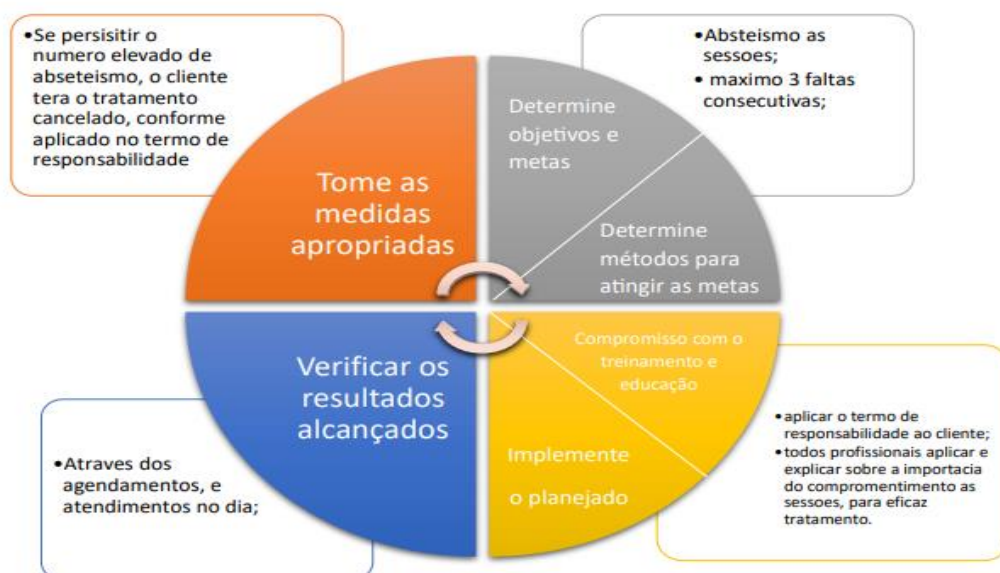 •Se persisitir o
numero elevado de
abseteismo, o cliente
tera o tratamento
cancelado, conforme
aplicado no termo de
responsabilidade
Tome as
medidas
apropriadas
Determine
objetivos e
metas
Determine
métodos para
atingir as metas
•Absteismo as
sessoes;
• maximo 3 faltas
consecutivas;
Verificar os
resultados
alcançados
•Atraves dos
agendamentos, e
atendimentos no dia;
Compromisso com o
treinamento e
educação
Implemente
o planejado
•aplicar o termo de
responsabilidade ao cliente;
•todos profissionais aplicar e
explicar sobre a importacia
do compromentimento as
sessoes, para eficaz
tratamento.